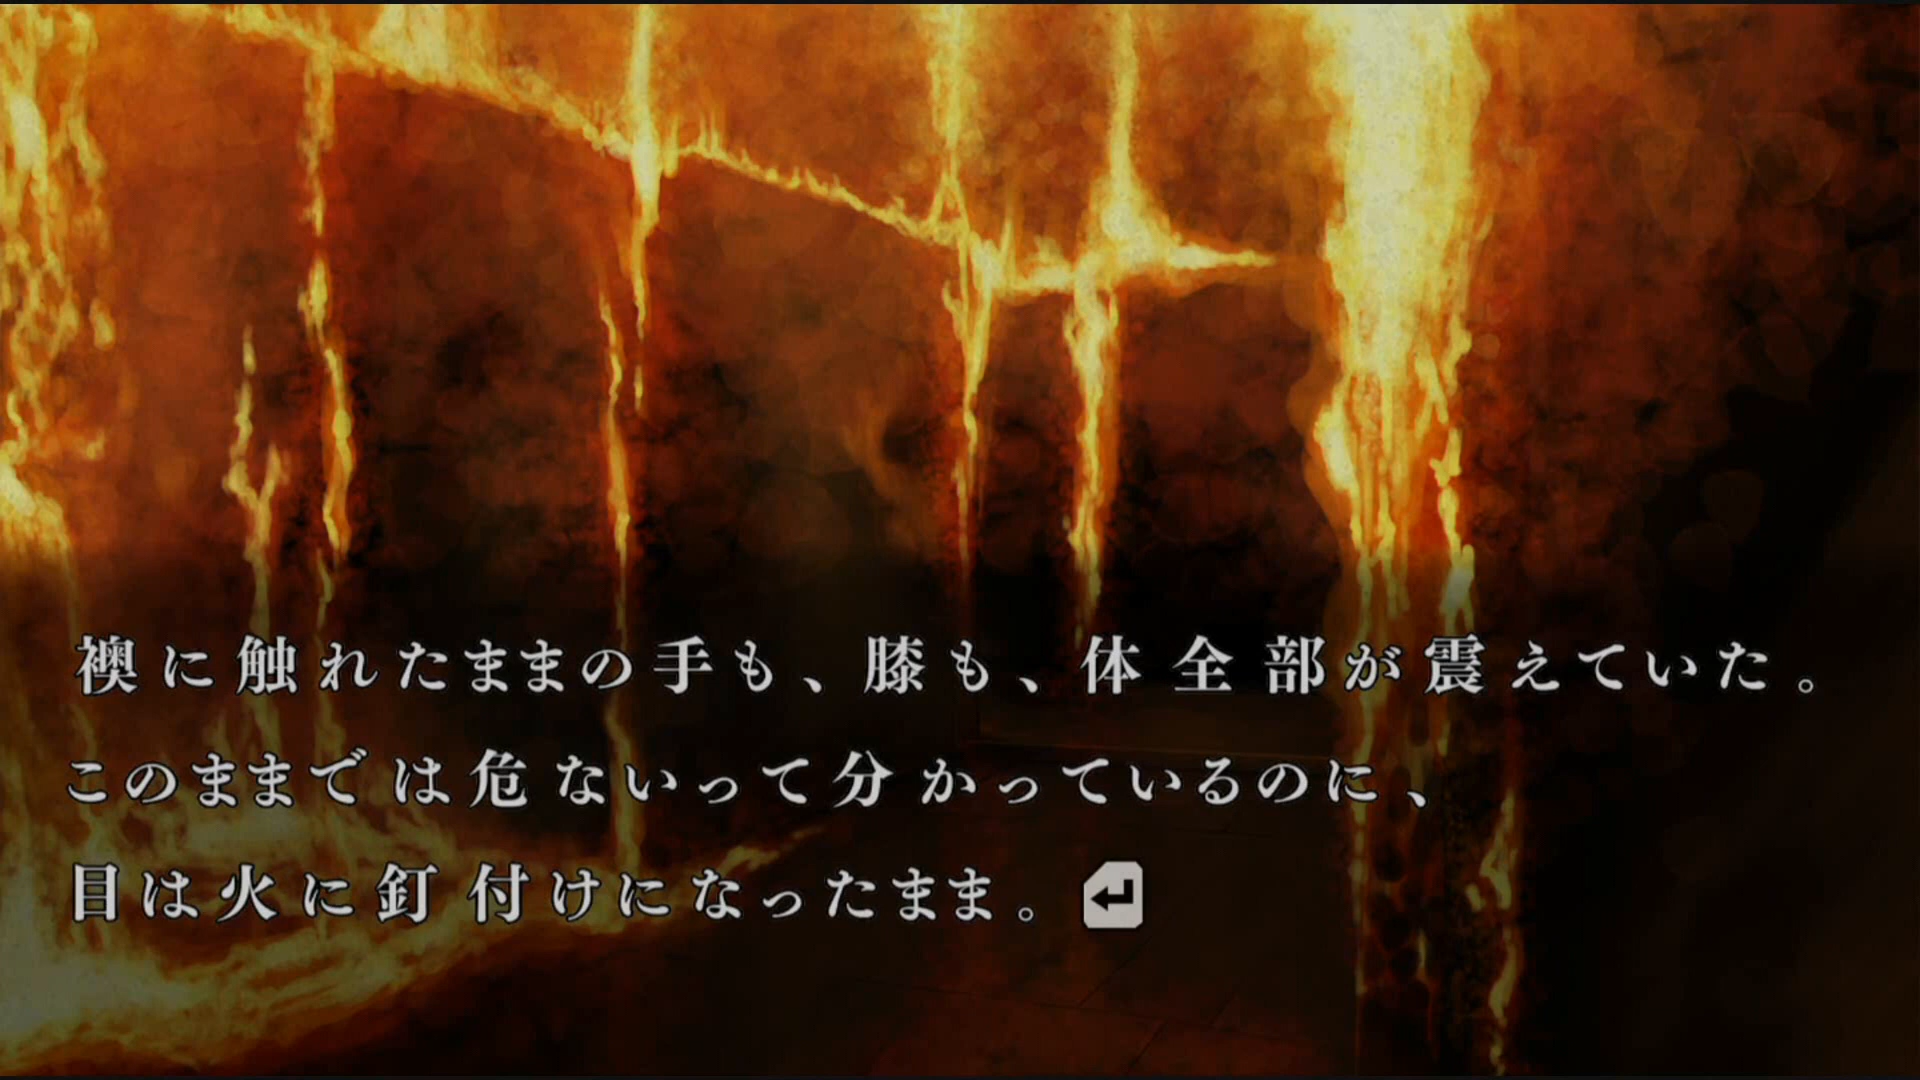 襖に触れたままの手も、膝も、体全部が震えていた。
このままでは危ないって分かっているのに、
目は火に釘付けになったまま。